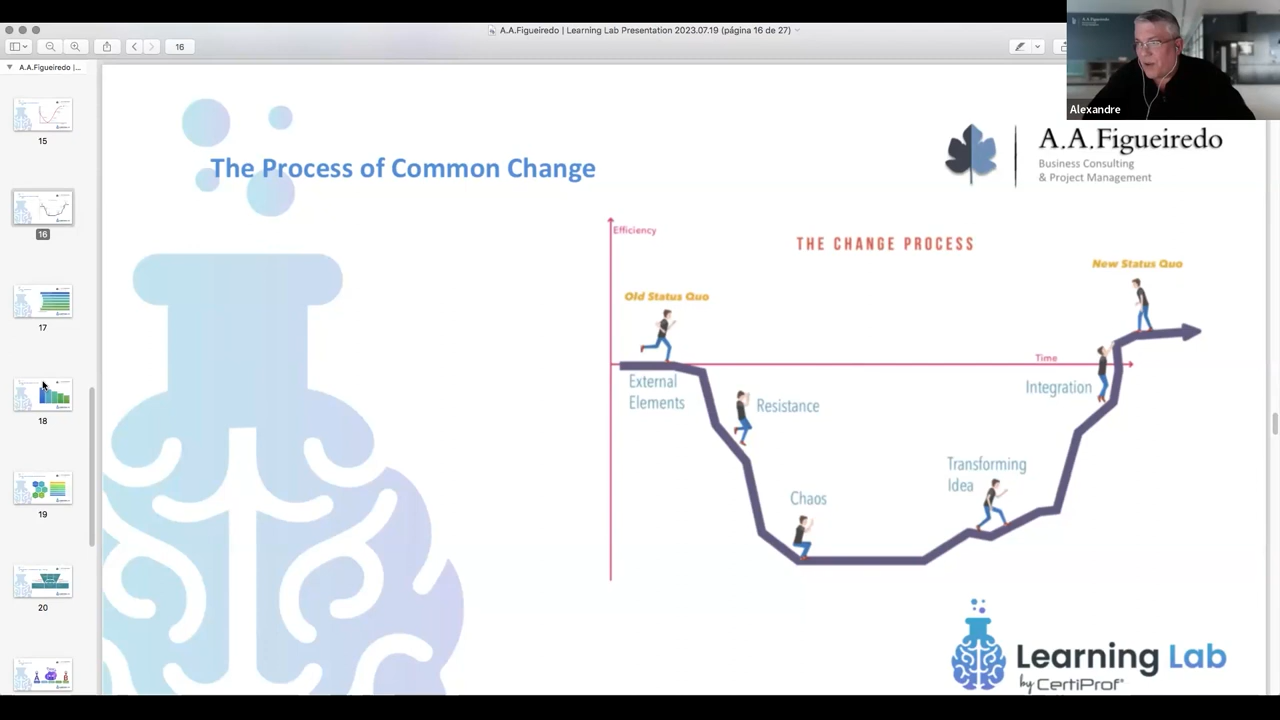 A.A.Figueiredo | Learning Lab Presentation 2023.07.19 (página 16 de 27)
16
A.A.Figueiredo |...
15
16
17
18
19
20
Alexandre
The Process of Common Change
A.A.Figueiredo
Business Consulting
& Project Management
Efficiency
THE CHANGE PROCESS
New Status Quo
Old Status Quo
Time
External
Elements
Resistance
Integration
Transforming
Idea
Chaos
Learning Lab
by CertiProf®